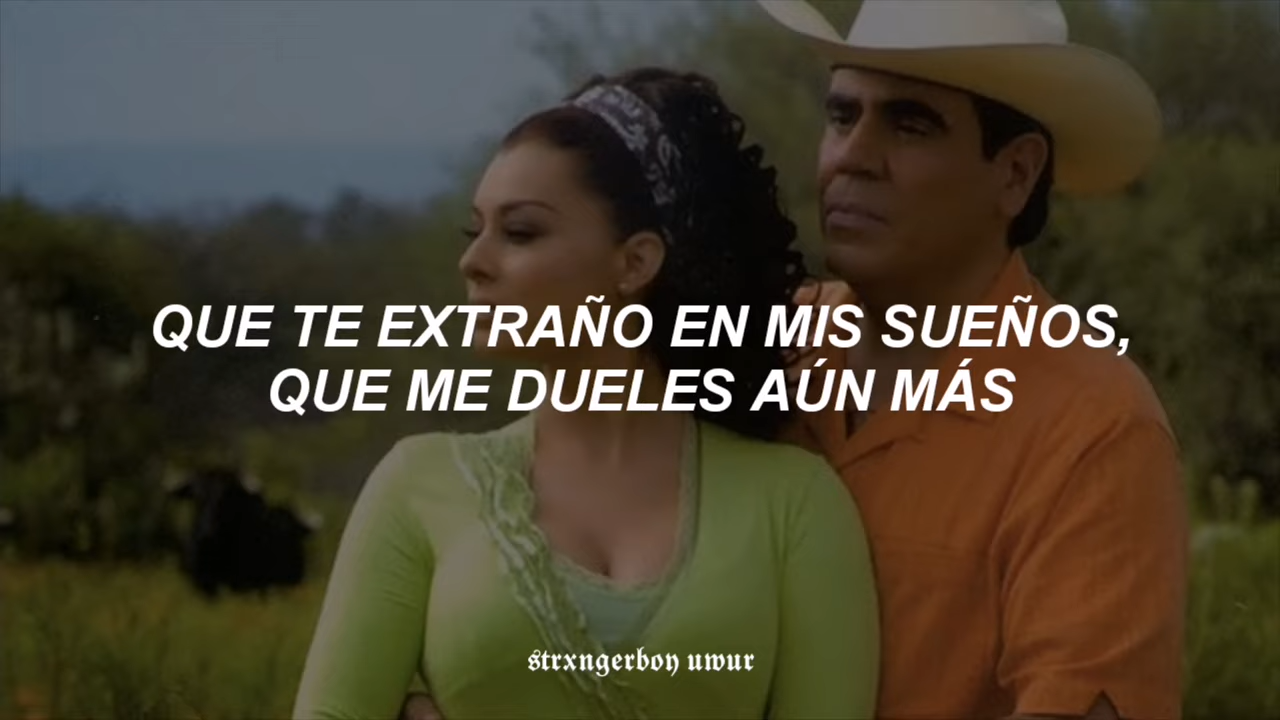 QUE TE EXTRAÑO EN MIS SUEÑOS,
QUE ME DUELES AÚN MÁS
strxngerboy uwur